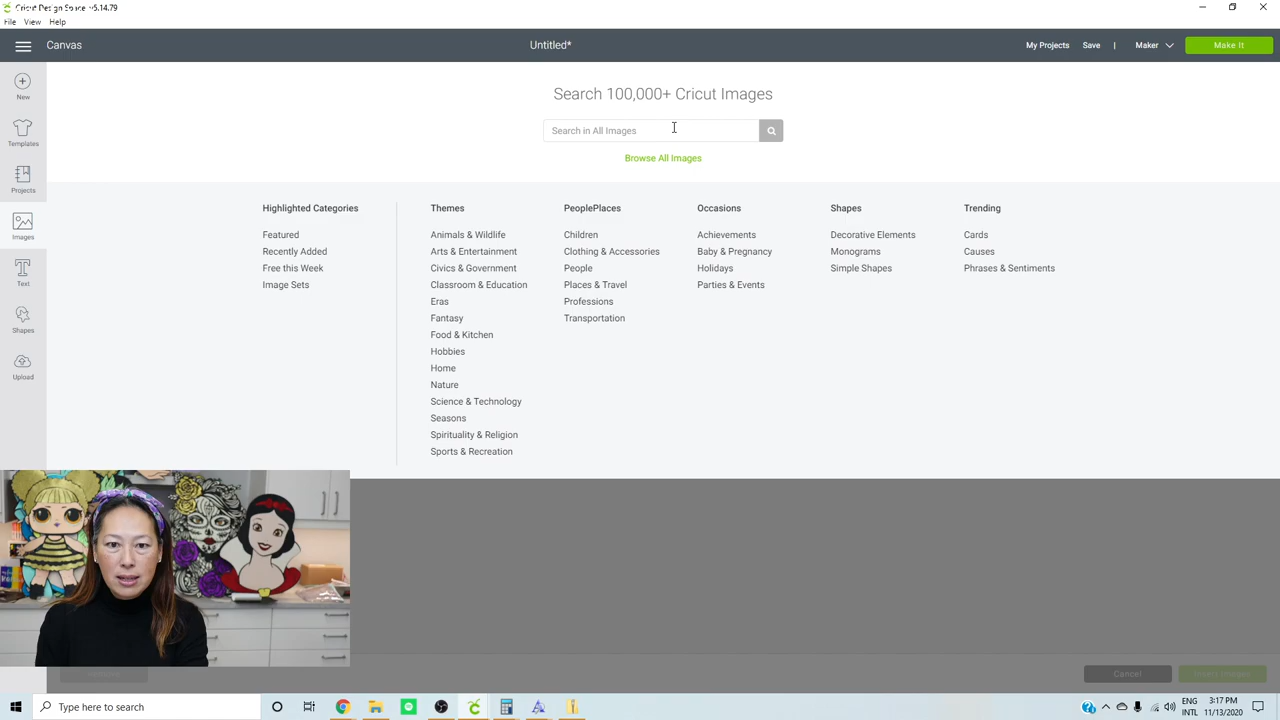 Cricut Design Space v6.14.79
File View Help
Canvas
Untitled*
My Projects Save | Maker Make It
New
Templates
Projects
Images
Text
Shapes
Upload
Search 100,000+ Cricut Images
Search in All Images
Browse All Images
Highlighted Categories
Featured
Recently Added
Free this Week
Image Sets
Themes
Animals & Wildlife
Arts & Entertainment
Civics & Government
Classroom & Education
Eras
Fantasy
Food & Kitchen
Hobbies
Home
Nature
Science & Technology
Seasons
Spirituality & Religion
Sports & Recreation
PeoplePlaces
Children
Clothing & Accessories
People
Places & Travel
Professions
Transportation
Occasions
Achievements
Baby & Pregnancy
Holidays
Parties & Events
Shapes
Decorative Elements
Monograms
Simple Shapes
Trending
Cards
Causes
Phrases & Sentiments
Cancel
Insert Images
Type here to search
ENG
INTL
3:17 PM
11/13/2020